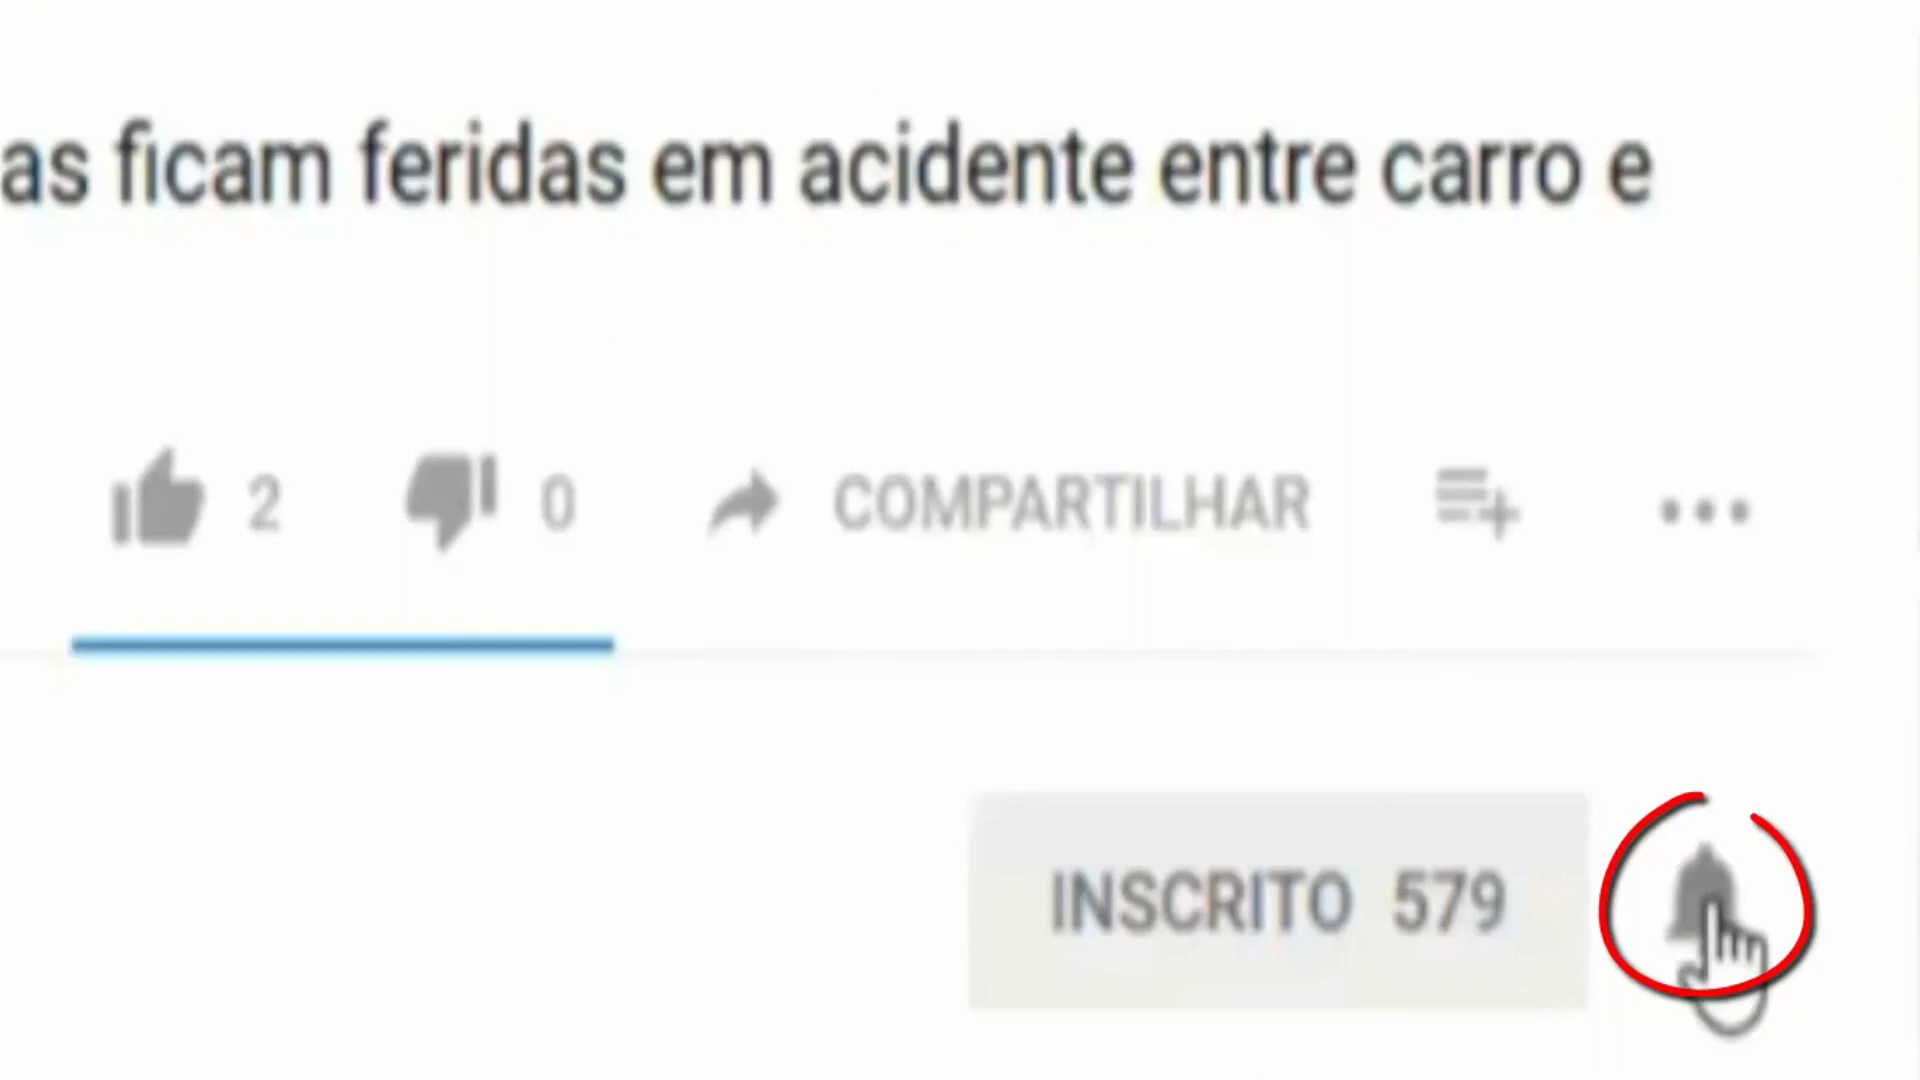 as ficam feridas em acidente entre carro e
2 0 COMPARTILHAR
INSCRITO 579